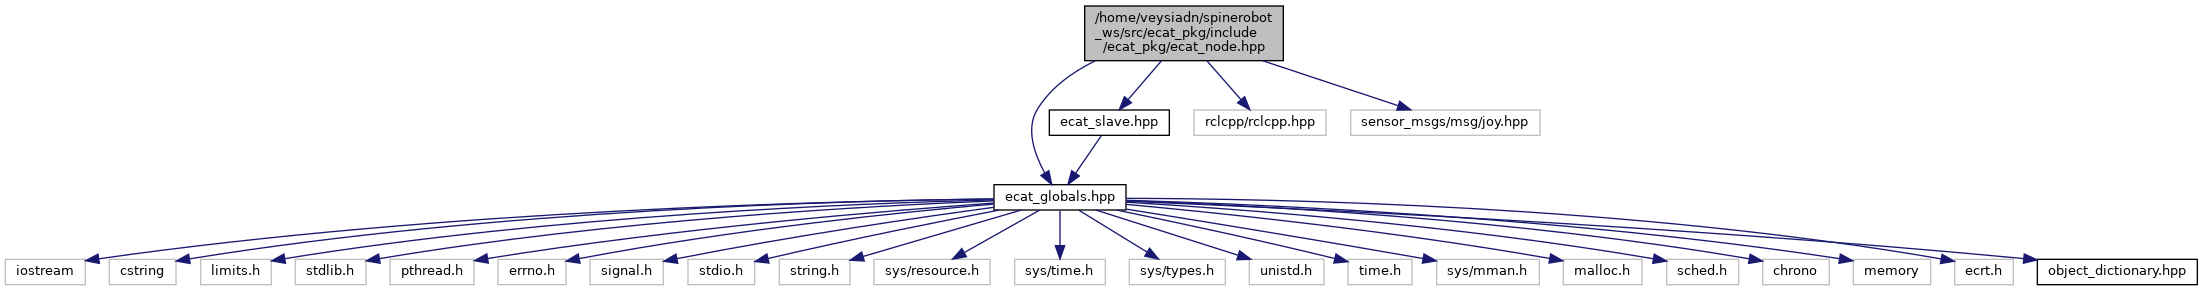 /home/veysiadn/spinerobot
_ws/src/ecat_pkg/include
/ecat_pkg/ecat_node.hpp
ecat_slave.hpp
rclcpp/rclcpp.hpp
sensor_msgs/msg/joy.hpp
ecat_globals.hpp
iostream
cstring
limits.h
stdlib.h
pthread.h
errno.h
signal.h
stdio.h
string.h
sys/resource.h
sys/time.h
sys/types.h
unistd.h
time.h
sys/mman.h
malloc.h
sched.h
chrono
memory
ecrt.h
object_dictionary.hpp